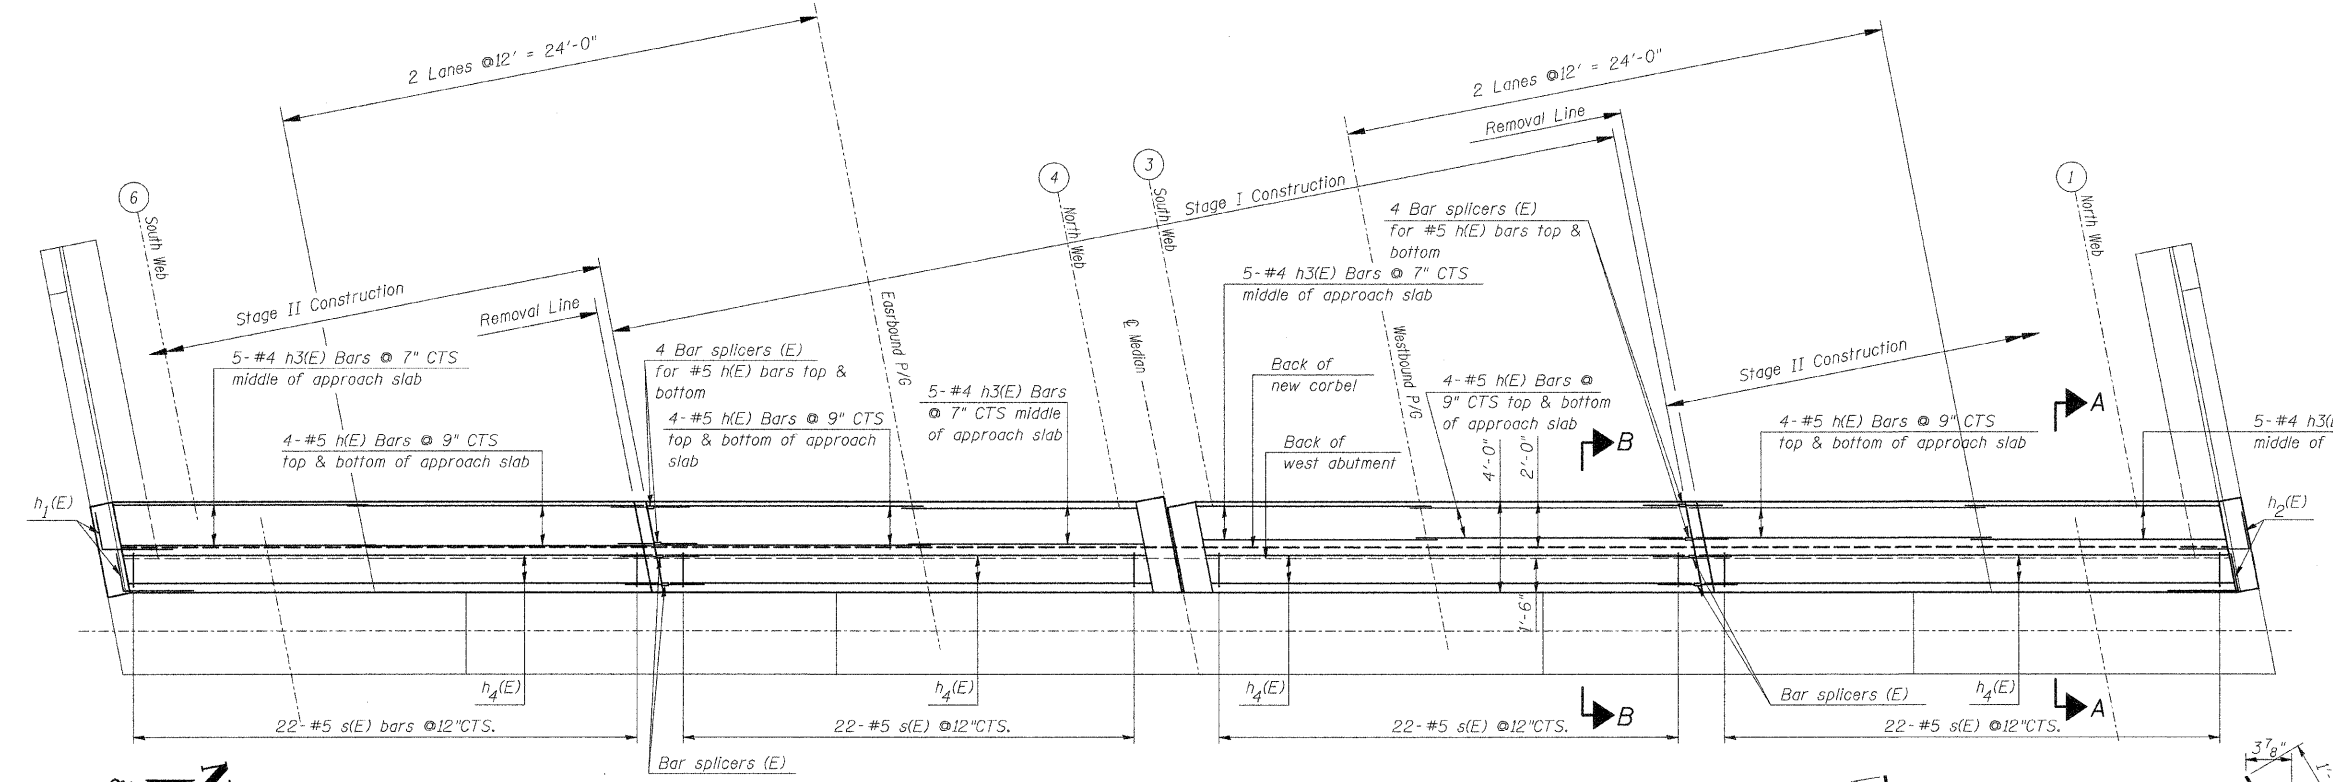 2 Lanes @12' = 24'-0"
2 Lanes @12' = 24'-0"
Removal Line
Stage I Construction
6
South Web
4
North Web
3
South Web
1
North Web
4 Bar splicers (E)
for #5 h(E) bars top &
bottom
5-#4 h3(E) Bars @ 7" CTS
middle of approach slab
Stage II Construction
Removal Line
Easrbound P/G
℄ Median
Westbound P/G
Stage II Construction
5-#4 h3(E) Bars @ 7" CTS
middle of approach slab
4 Bar splicers (E)
for #5 h(E) bars top &
bottom
Back of
new corbel
4-#5 h(E) Bars @
9" CTS top & bottom
of approach slab
5-#4 h3(E) Bars
@ 7" CTS middle
of approach slab
4-#5 h(E) Bars @ 9" CTS
top & bottom of approach
slab
4-#5 h(E) Bars @ 9" CTS
top & bottom of approach slab
Back of
west abutment
4'-0"
2'-0"
B
4-#5 h(E) Bars @ 9" CTS
top & bottom of approach slab
A
5-#4 h3(
middle of
h1(E)
h2(E)
1'-6"
h4(E)
h4(E)
h4(E)
Bar splicers (E)
h4(E)
22-#5 s(E) bars @12"CTS.
22-#5 s(E) @12"CTS.
22-#5 s(E) @12"CTS.
B
22-#5 s(E) @12"CTS.
A
Bar splicers (E)
3⅞"